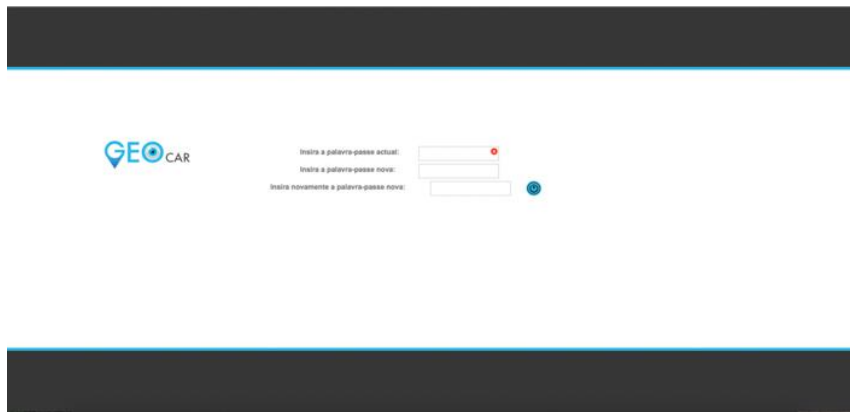 GEO CAR
Insira a palavra-passe actual:
Insira a palavra-passe nova:
Insira novamente a palavra-passe nova: